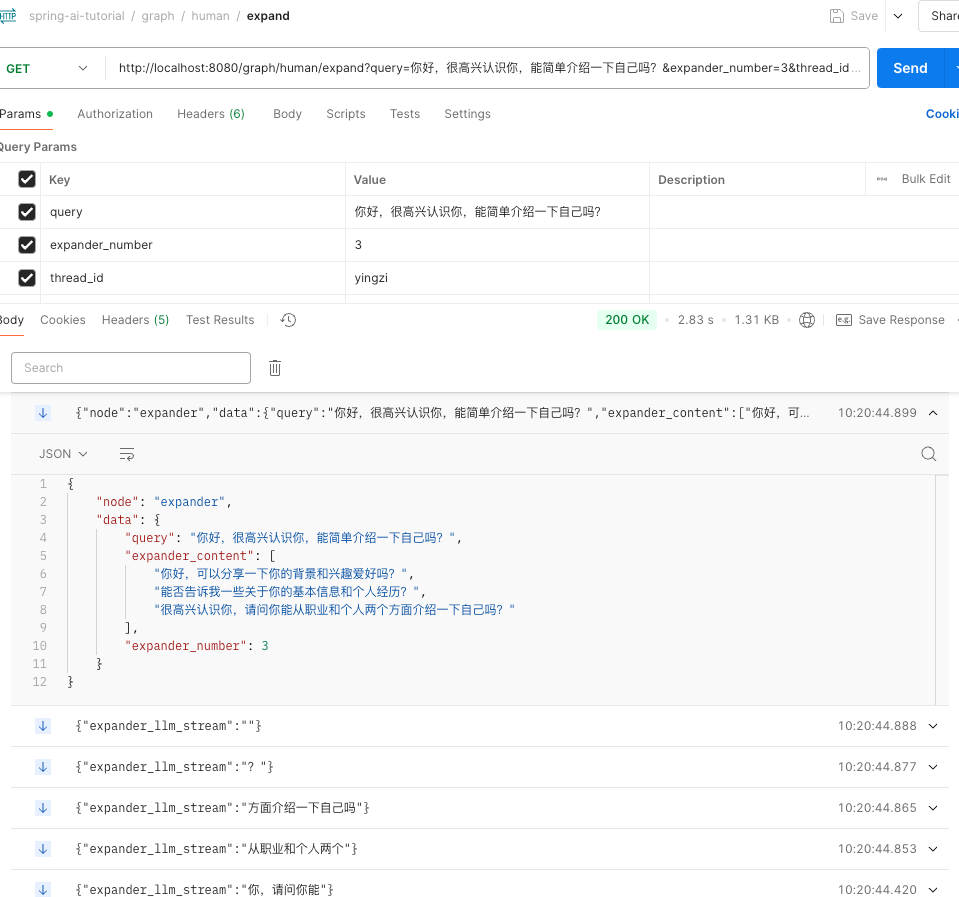 HTTP spring-ai-tutorial / graph / human / expand Save Share
GET http://localhost:8080/graph/human/expand?query=你好，很高兴认识你，能简单介绍一下自己吗？&expander_number=3&thread_id... Send
Params Authorization Headers (6) Body Scripts Tests Settings Cooki
Query Params
Key Value Description Bulk Edit
query 你好，很高兴认识你，能简单介绍一下自己吗?
expander_number 3
thread_id yingzi
Body Cookies Headers (5) Test Results 200 OK 2.83 s 1.31 KB e.g. Save Response
Search
{"node":"expander","data":{"query":"你好，很高兴认识你，能简单介绍一下自己吗？","expander_content":["你好，可... 10:20:44.899
JSON
1 {
2 "node": "expander",
3 "data": {
4 "query": "你好，很高兴认识你，能简单介绍一下自己吗？",
5 "expander_content": [
6 "你好，可以分享一下你的背景和兴趣爱好吗？",
7 "能否告诉我一些关于你的基本信息和个人经历？",
8 "很高兴认识你，请问你能从职业和个人两个方面介绍一下自己吗？"
9 ],
10 "expander_number": 3
11 }
12 }
{"expander_llm_stream":""} 10:20:44.888
{"expander_llm_stream":"？"} 10:20:44.877
{"expander_llm_stream":"方面介绍一下自己吗"} 10:20:44.865
{"expander_llm_stream":"从职业和个人两个"} 10:20:44.853
{"expander_llm_stream":"你，请问你能"} 10:20:44.420